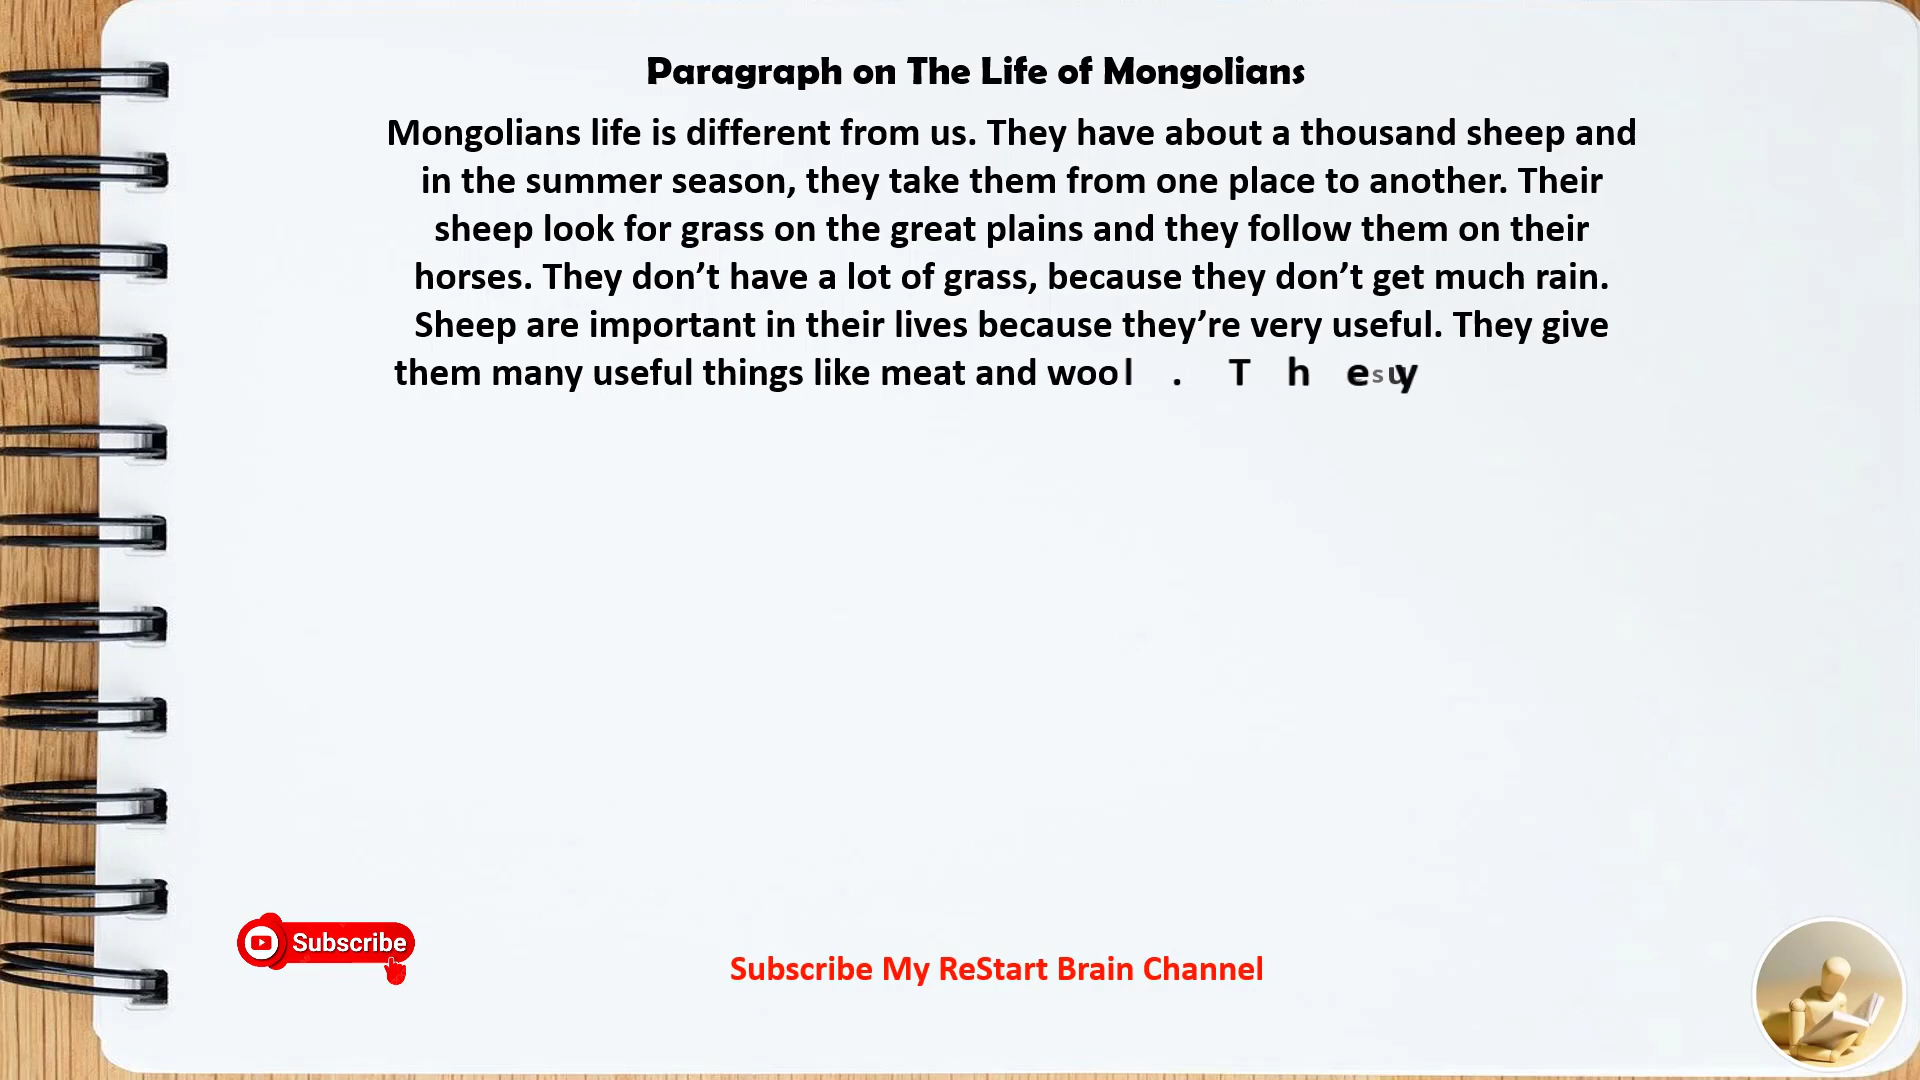 Paragraph on The Life of Mongolians
Mongolians life is different from us. They have about a thousand sheep and
in the summer season, they take them from one place to another. Their
sheep look for grass on the great plains and they follow them on their
horses. They don’t have a lot of grass, because they don’t get much rain.
Sheep are important in their lives because they’re very useful. They give
them many useful things like meat and wool. They
Subscribe
Subscribe My ReStart Brain Channel